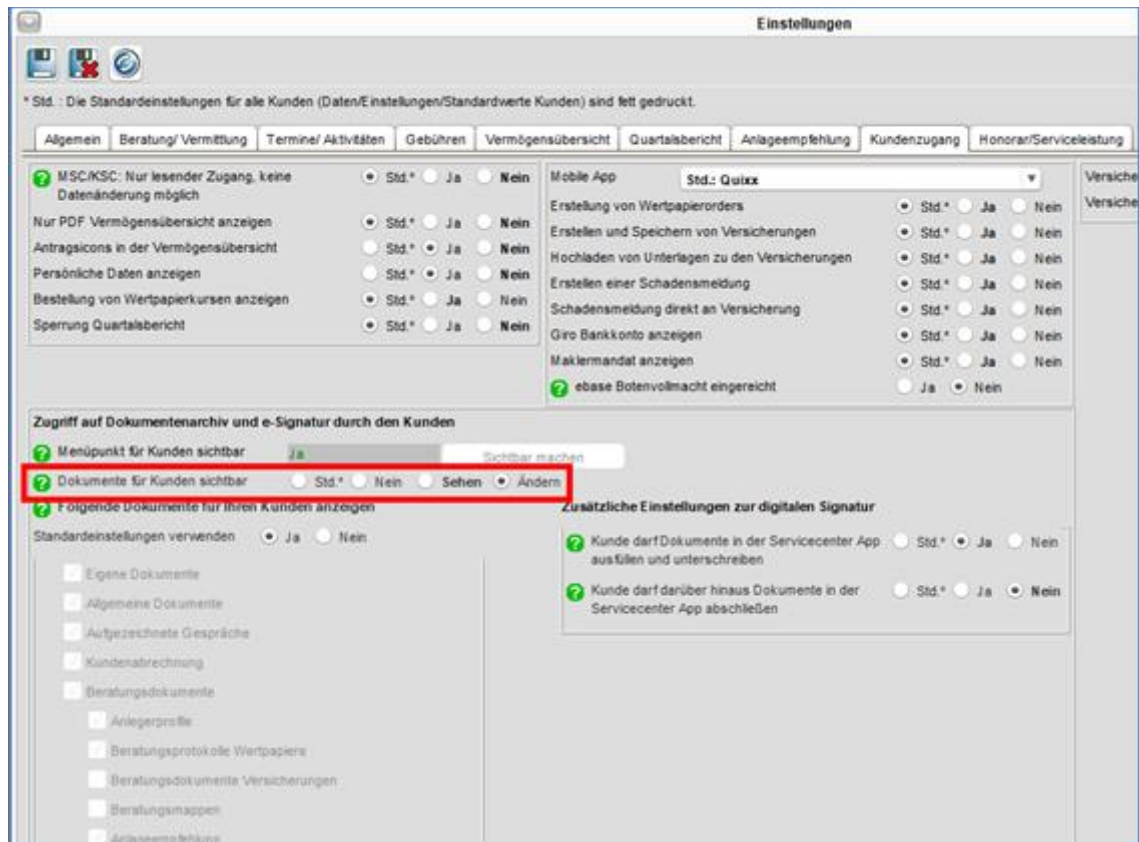 Einstellungen
* Std. : Die Standardeinstellungen für alle Kunden (Daten/Einstellungen/Standardwerte Kunden) sind fett gedruckt.
Allgemein Beratung/ Vermittlung Termine/ Aktivitäten Gebühren Vermögensübersicht Quartalsbericht Anlageempfehlung Kundenzugang Honorar/Serviceleistung
MSC/KSC: Nur lesender Zugang, keine Datenänderung möglich Std.* Ja Nein
Nur PDF Vermögensübersicht anzeigen Std.* Ja Nein
Antragsicons in der Vermögensübersicht Std.* Ja Nein
Persönliche Daten anzeigen Std.* Ja Nein
Bestellung von Wertpapierkursen anzeigen Std.* Ja Nein
Sperrung Quartalsbericht Std.* Ja Nein
Mobile App Std.: Quixx
Erstellung von Wertpapierorders Std.* Ja Nein
Erstellen und Speichern von Versicherungen Std.* Ja Nein
Hochladen von Unterlagen zu den Versicherungen Std.* Ja Nein
Erstellen einer Schadensmeldung Std.* Ja Nein
Schadensmeldung direkt an Versicherung Std.* Ja Nein
Giro Bankkonto anzeigen Std.* Ja Nein
Maklermandat anzeigen Std.* Ja Nein
ebase Botenvollmacht eingereicht Ja Nein
Versiche
Versiche
Zugriff auf Dokumentenarchiv und e-Signatur durch den Kunden
Menüpunkt für Kunden sichtbar Ja Sichtbar machen
Dokumente für Kunden sichtbar Std.* Nein Sehen Ändern
Folgende Dokumente für Ihren Kunden anzeigen
Standardeinstellungen verwenden Ja Nein
Eigene Dokumente
Allgemeine Dokumente
Aufgezeichnete Gespräche
Kundenabrechnung
Beratungsdokumente
Anlegerprofile
Beratungsprotokolle Wertpapiere
Beratungsdokumente Versicherungen
Beratungsmappen
Anlageempfehlung
Zusätzliche Einstellungen zur digitalen Signatur
Kunde darf Dokumente in der Servicecenter App Std.* Ja Nein
ausfüllen und unterschreiben
Kunde darf darüber hinaus Dokumente in der Std.* Ja Nein
Servicecenter App abschließen